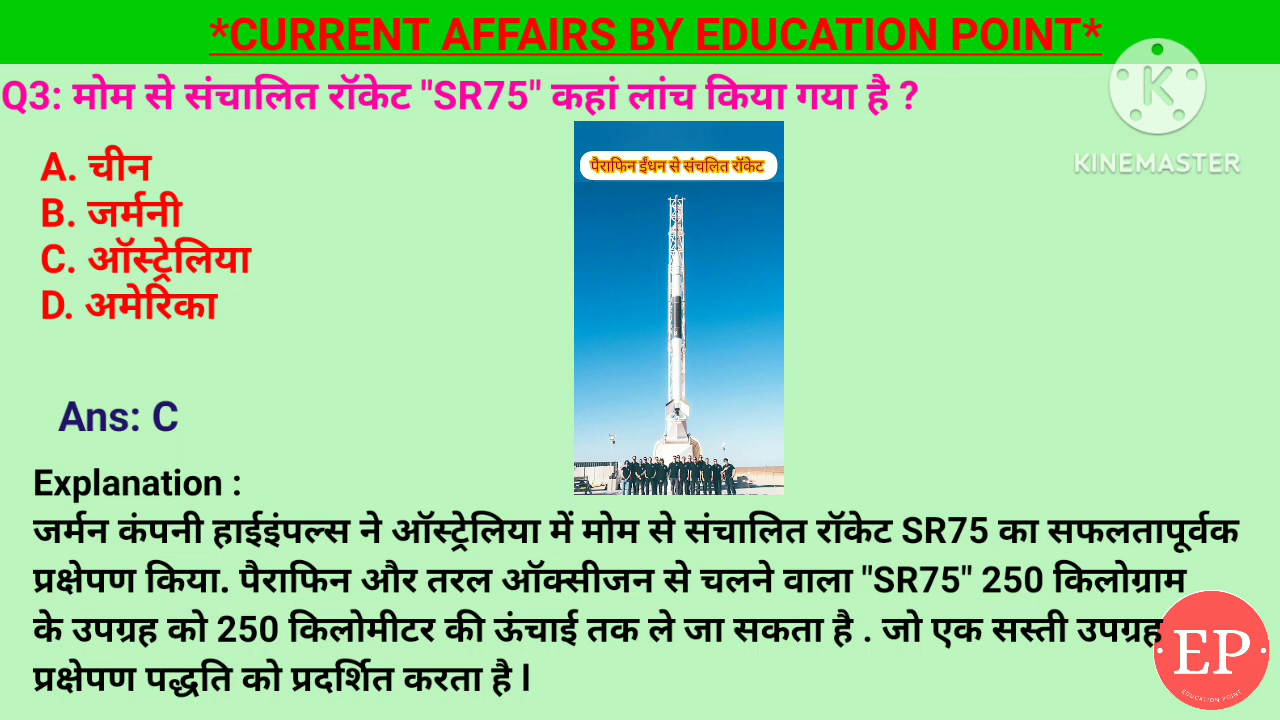 *CURRENT AFFAIRS BY EDUCATION POINT*
Q3: मोम से संचालित रॉकेट "SR75" कहां लांच किया गया है ?
KINEMASTER
A. चीन
B. जर्मनी
C. ऑस्ट्रेलिया
D. अमेरिका
पैराफिन ईंधन से संचलित रॉकेट
Ans: C
Explanation :
जर्मन कंपनी हाईइंपल्स ने ऑस्ट्रेलिया में मोम से संचालित रॉकेट SR75 का सफलतापूर्वक
प्रक्षेपण किया. पैराफिन और तरल ऑक्सीजन से चलने वाला "SR75" 250 किलोग्राम
के उपग्रह को 250 किलोमीटर की ऊंचाई तक ले जा सकता है . जो एक सस्ती उपग्रह
प्रक्षेपण पद्धति को प्रदर्शित करता है l
EP
EDUCATION POINT